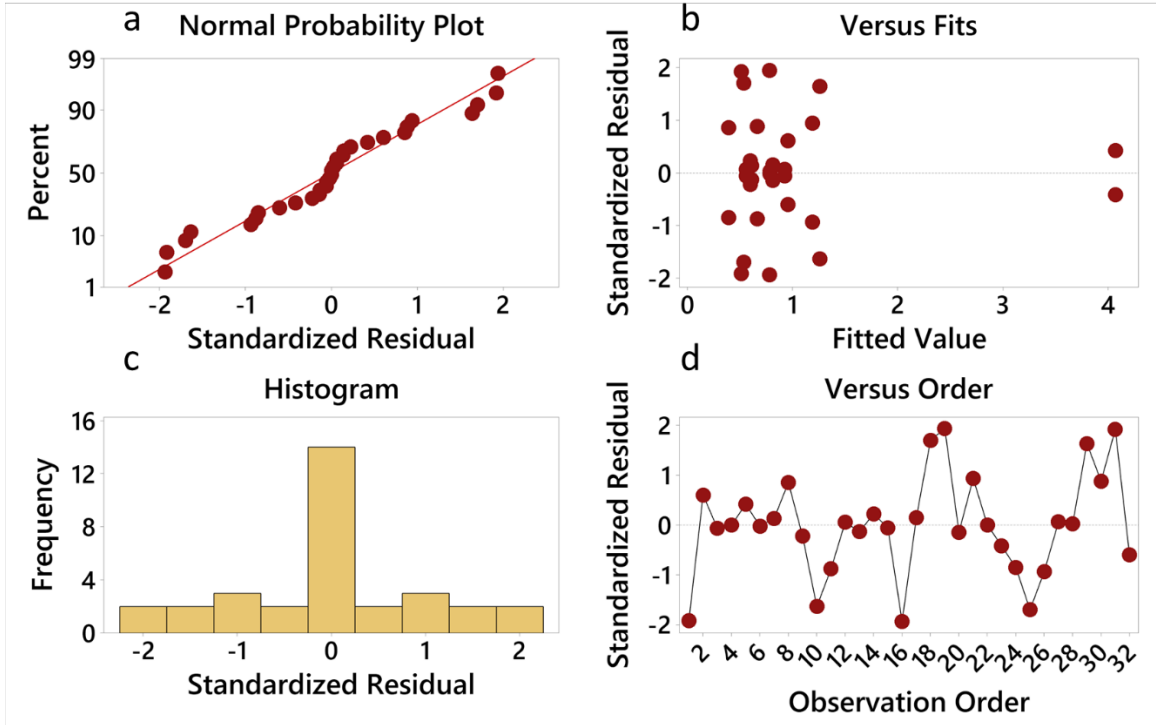 a
Normal Probability Plot
99
90
50
10
1
Percent
-2 -1 0 1 2
Standardized Residual
b
Versus Fits
2
1
0
-1
-2
Standardized Residual
0 1 2 3 4
Fitted Value
c
Histogram
16
12
8
4
0
Frequency
-2 -1 0 1 2
Standardized Residual
d
Versus Order
2
1
0
-1
-2
Standardized Residual
2 4 6 8 10 12 14 16 18 20 22 24 26 28 30 32
Observation Order